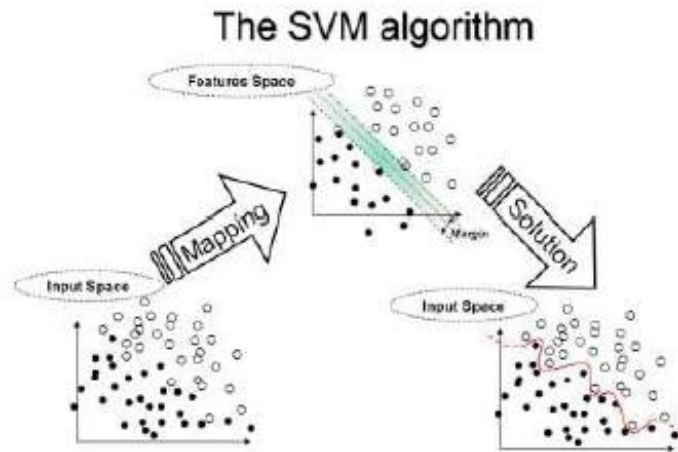 The SVM algorithm
Features Space
Mapping
Margin
Solution
Input Space
Input Space